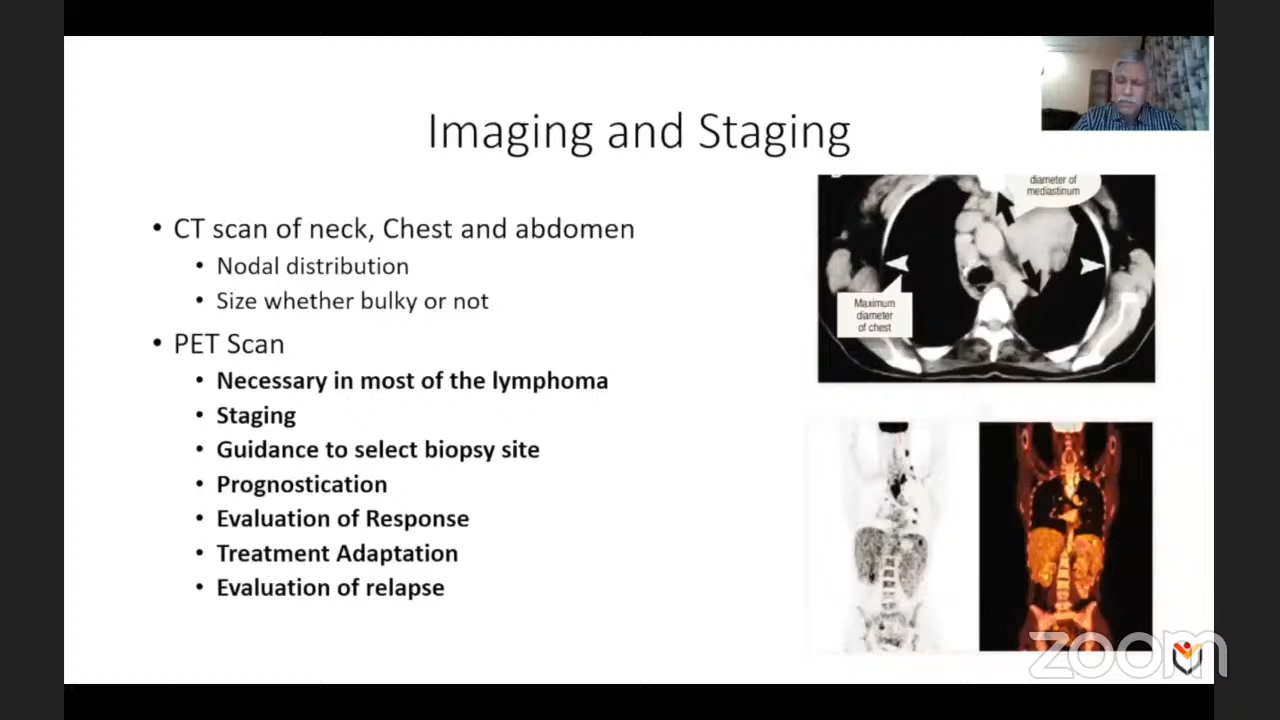 Imaging and Staging
• CT scan of neck, Chest and abdomen
• Nodal distribution
• Size whether bulky or not
• PET Scan
• Necessary in most of the lymphoma
• Staging
• Guidance to select biopsy site
• Prognostication
• Evaluation of Response
• Treatment Adaptation
• Evaluation of relapse
diameter of
mediastinum
Maximum
diameter
of chest
zoom